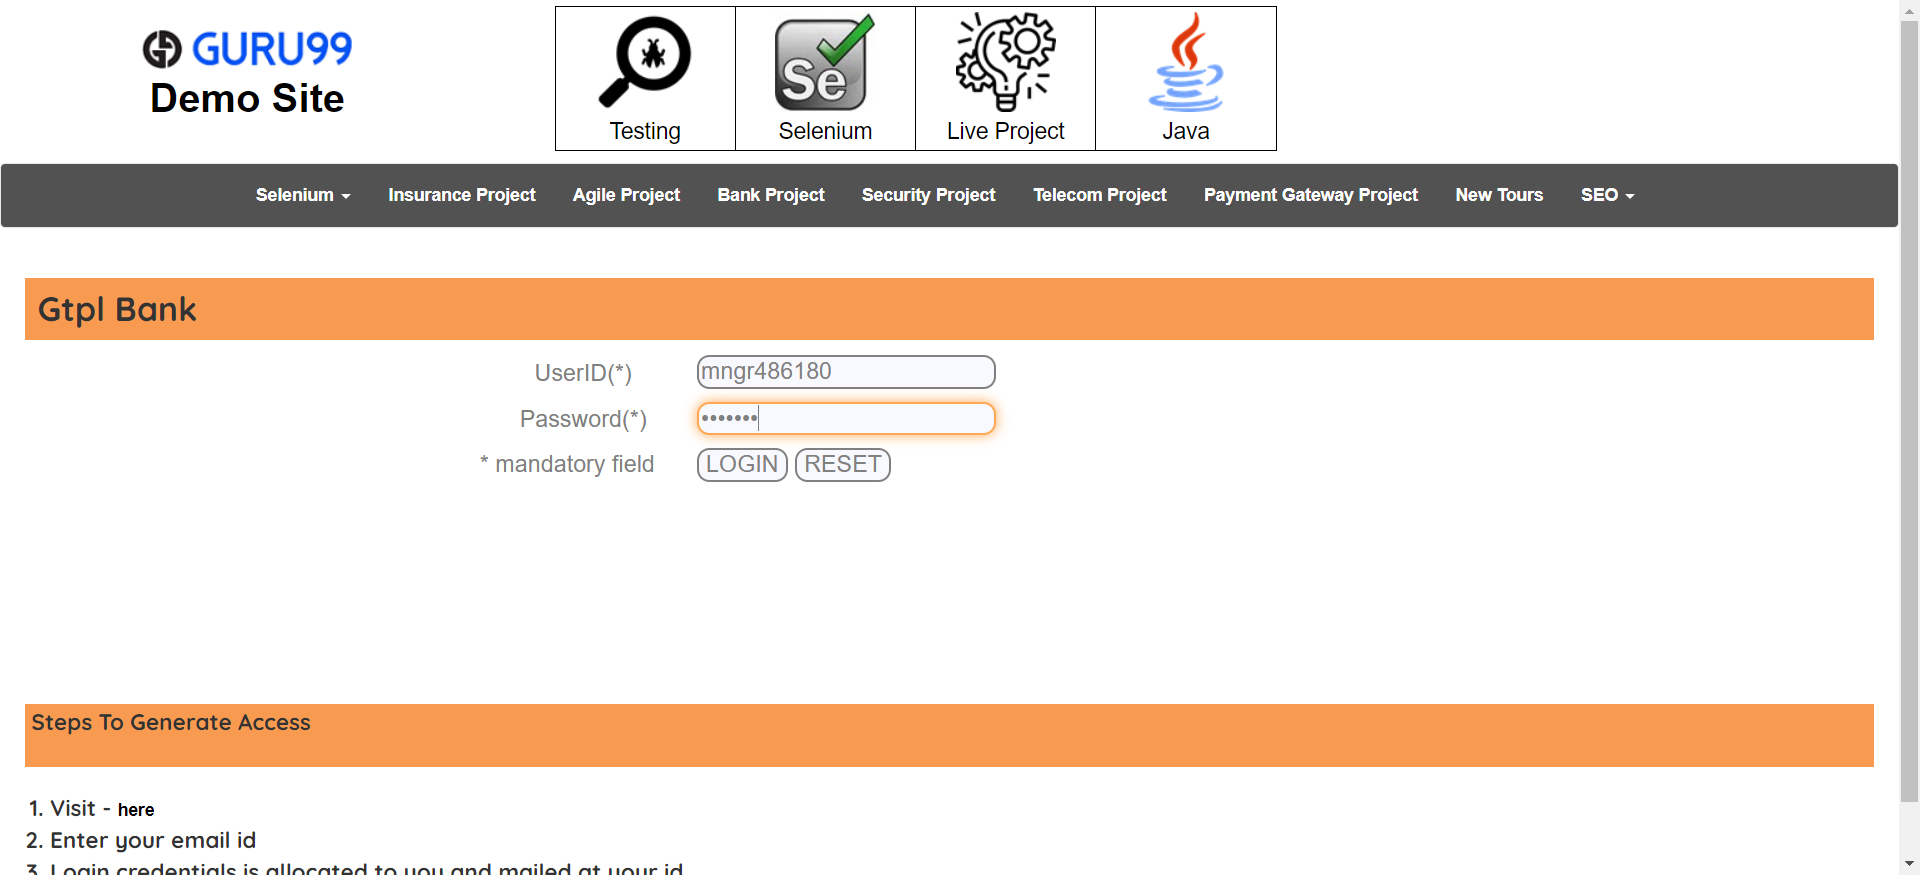 GURU99
Demo Site
Testing
Se
Selenium
Live Project
Java
Selenium Insurance Project Agile Project Bank Project Security Project Telecom Project Payment Gateway Project New Tours SEO
Gtpl Bank
UserID(*) mngr486180
Password(*) •••••••
* mandatory field LOGIN RESET
Steps To Generate Access
1. Visit - here
2. Enter your email id
3. Login credentials is allocated to you and mailed at your id